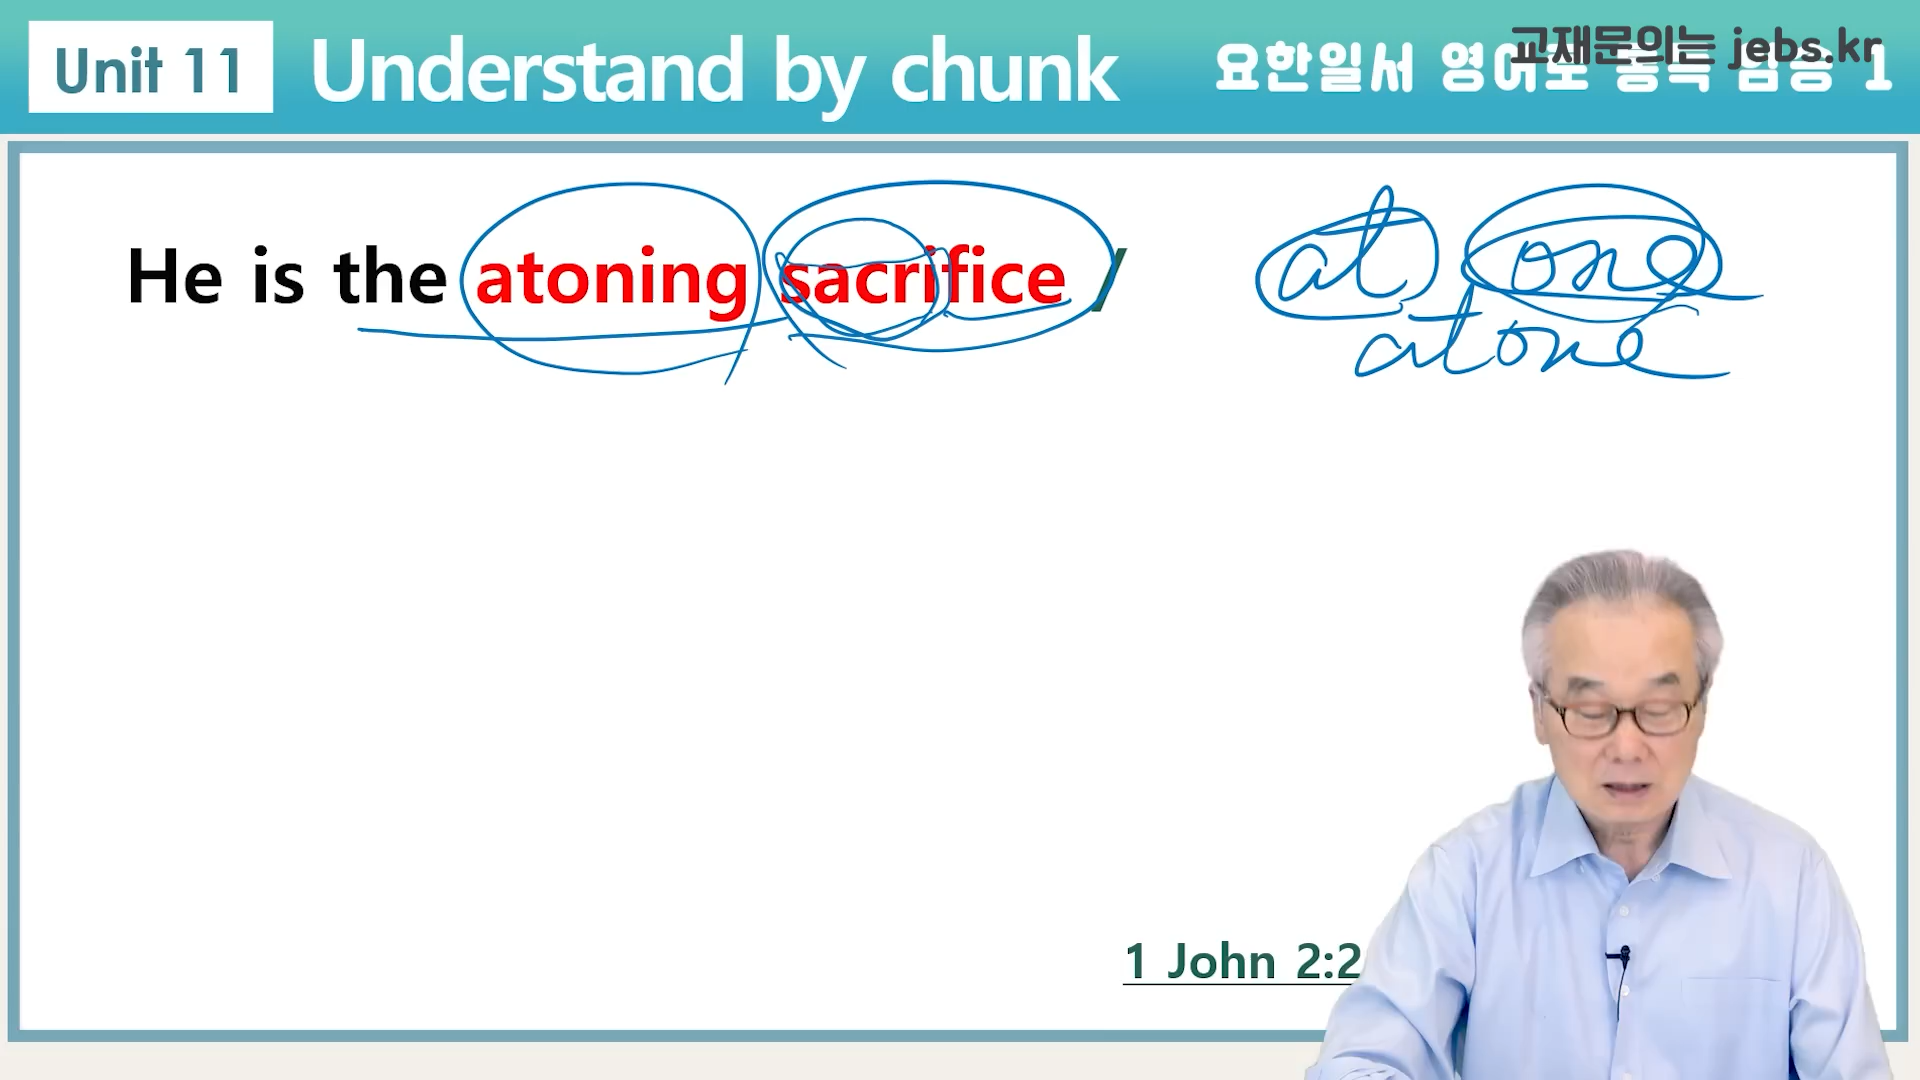 Unit 11 Understand by chunk
교재문의는 jebs.kr
요한일서 영어로 통독 암송 1
He is the atoning sacrifice /
at one
atone
1 John 2:2